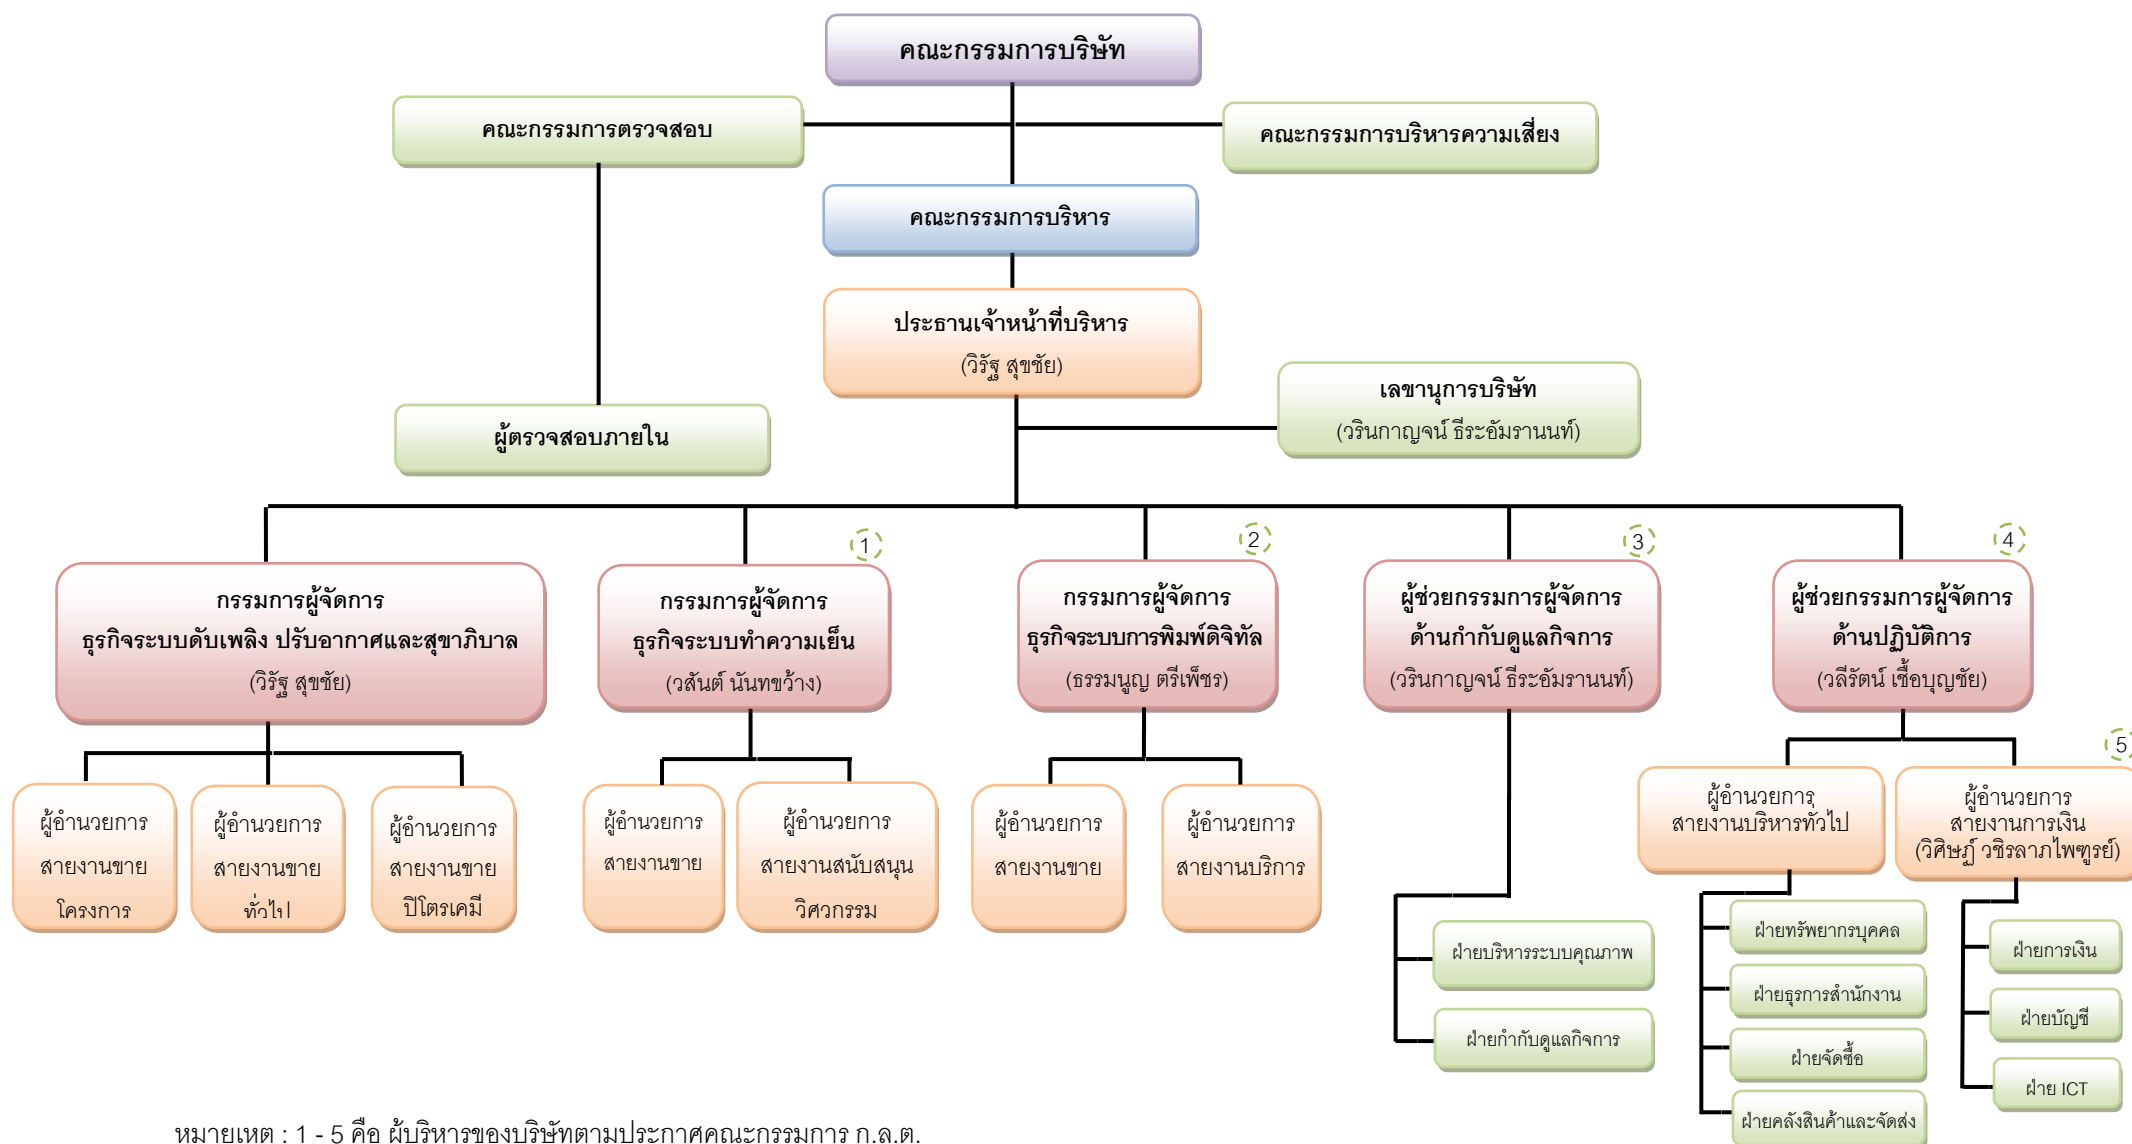 คณะกรรมการบริษัท
คณะกรรมการตรวจสอบ
คณะกรรมการบริหารความเสี่ยง
คณะกรรมการบริหาร
ประธานเจ้าหน้าที่บริหาร
(วิรัฐ สุขชัย)
เลขานุการบริษัท
(วรินกาญจน์ ธีระอัมรานนท์)
ผู้ตรวจสอบภายใน
กรรมการผู้จัดการ
ธุรกิจระบบดับเพลิง ปรับอากาศและสุขาภิบาล
(วิรัฐ สุขชัย)
1
กรรมการผู้จัดการ
ธุรกิจระบบทำความเย็น
(วสันต์ นันทขว้าง)
2
กรรมการผู้จัดการ
ธุรกิจระบบการพิมพ์ดิจิทัล
(ธรรมนูญ ตรีเพ็ชร)
3
ผู้ช่วยกรรมการผู้จัดการ
ด้านกำกับดูแลกิจการ
(วรินกาญจน์ ธีระอัมรานนท์)
4
ผู้ช่วยกรรมการผู้จัดการ
ด้านปฏิบัติการ
(วลีรัตน์ เชื้อบุญชัย)
ผู้อำนวยการ
สายงานขาย
โครงการ
ผู้อำนวยการ
สายงานขาย
ทั่วไป
ผู้อำนวยการ
สายงานขาย
ปิโตรเคมี
ผู้อำนวยการ
สายงานขาย
ผู้อำนวยการ
สายงานสนับสนุน
วิศวกรรม
ผู้อำนวยการ
สายงานขาย
ผู้อำนวยการ
สายงานบริการ
ผู้อำนวยการ
สายงานบริหารทั่วไป
5
ผู้อำนวยการ
สายงานการเงิน
(วิศิษฏ์ วชิรลาภไพฑูรย์)
ฝ่ายบริหารระบบคุณภาพ
ฝ่ายกำกับดูแลกิจการ
ฝ่ายทรัพยากรบุคคล
ฝ่ายธุรการสำนักงาน
ฝ่ายจัดซื้อ
ฝ่ายคลังสินค้าและจัดส่ง
ฝ่ายการเงิน
ฝ่ายบัญชี
ฝ่าย ICT
หมายเหตุ : 1 - 5 คือ ผู้บริหารของบริษัทตามประกาศคณะกรรมการ ก.ล.ต.